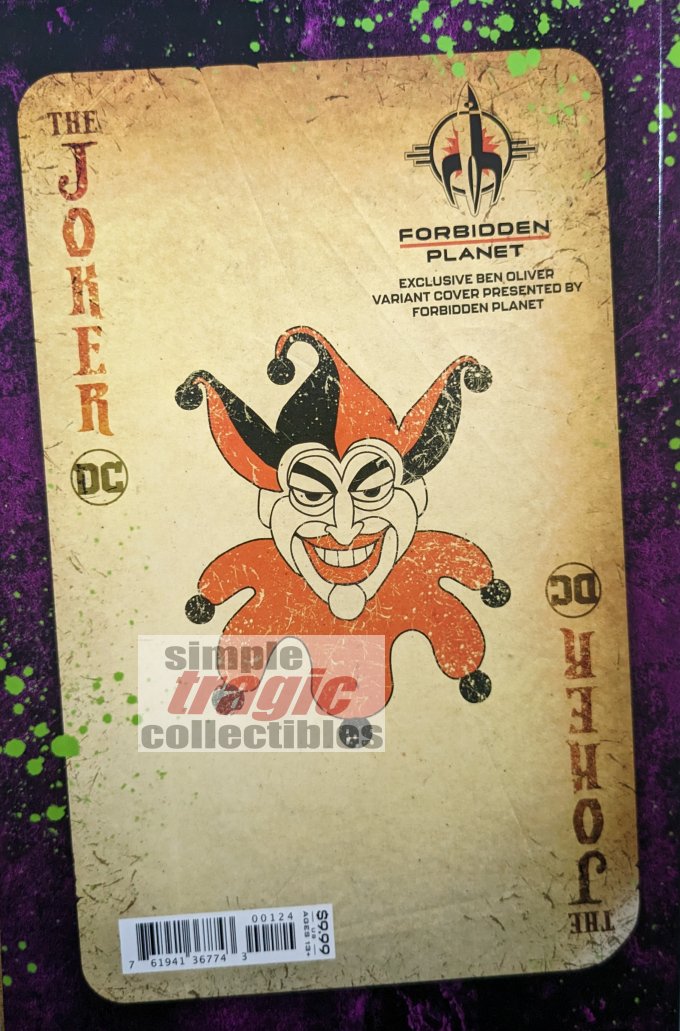 THE
JOKER
DC
FORBIDDEN
PLANET
EXCLUSIVE BEN OLIVER
VARIANT COVER PRESENTED BY
FORBIDDEN PLANET
simple
tragic
collectibles
DC
THE
JOKER
00124
7 61941 36774 3
$9.99
US
AGES 13+